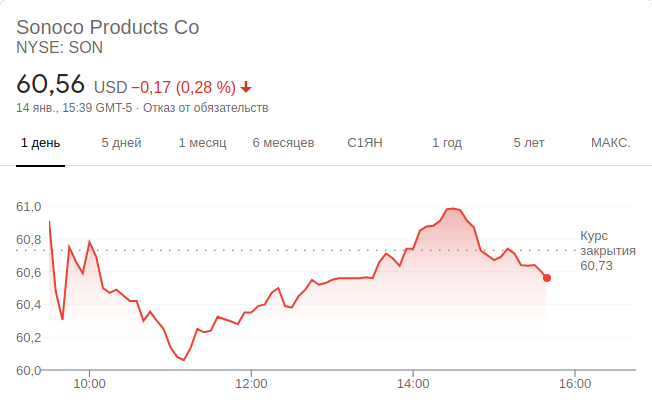 Sonoco Products Co
NYSE: SON
60,56 USD −0,17 (0,28 %)
14 янв., 15:39 GMT-5 · Отказ от обязательств
1 день 5 дней 1 месяц 6 месяцев С1ЯН 1 год 5 лет МАКС.
61,0
60,8
60,6
60,4
60,2
60,0
Курс
закрытия
60,73
10:00 12:00 14:00 16:00